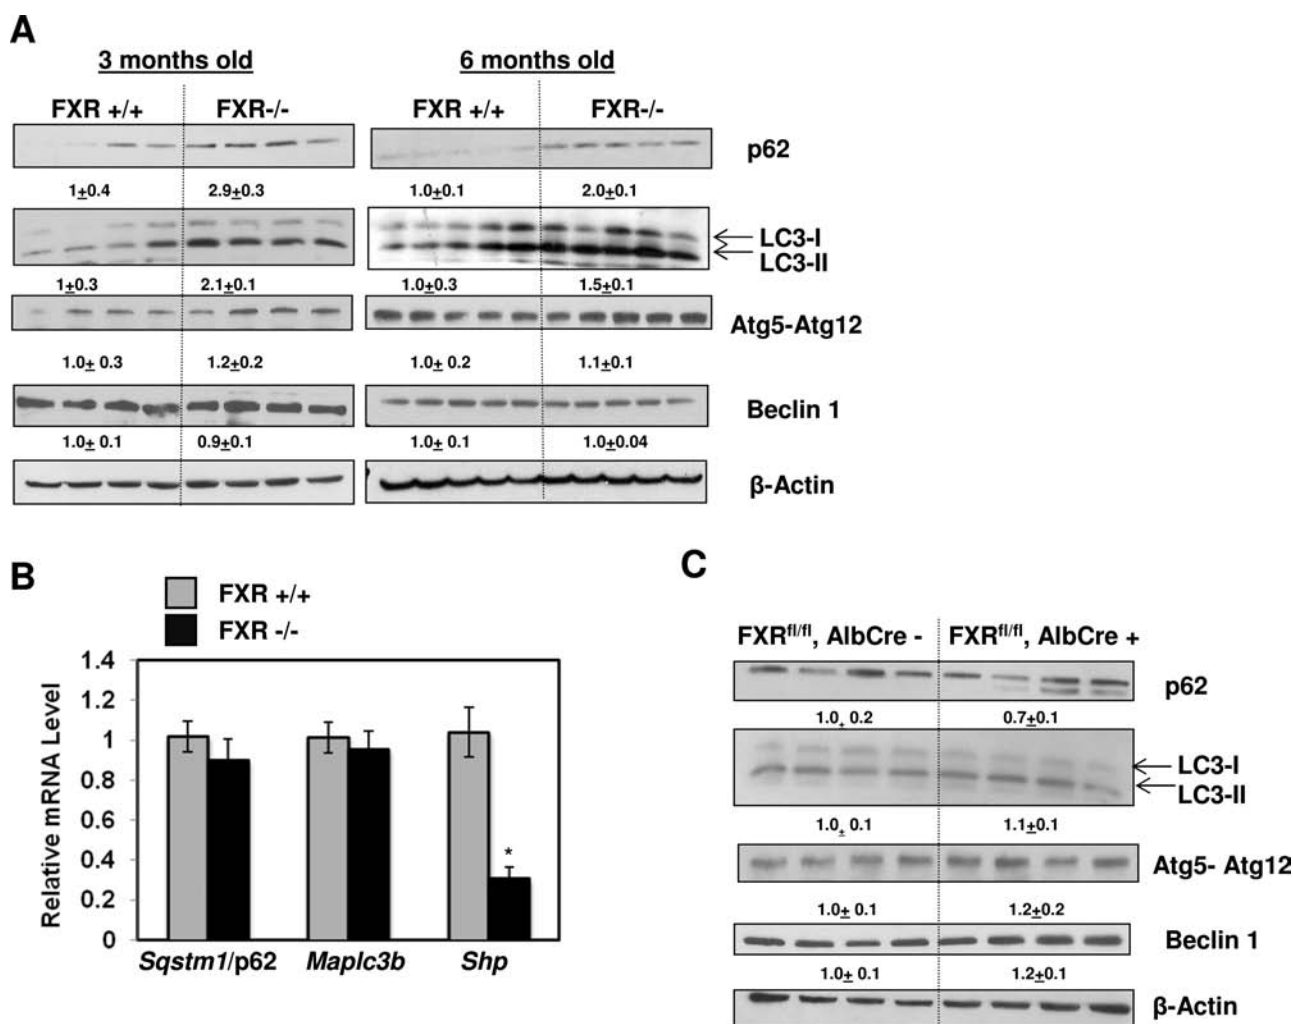 A
3 months old
6 months old
FXR +/+
FXR-/-
FXR +/+
FXR-/-
p62
1±0.4
2.9±0.3
1.0±0.1
2.0±0.1
LC3-I
LC3-II
1±0.3
2.1±0.1
1.0±0.3
1.5±0.1
Atg5-Atg12
1.0± 0.3
1.2±0.2
1.0± 0.2
1.1±0.1
Beclin 1
1.0± 0.1
0.9±0.1
1.0± 0.1
1.0±0.04
β-Actin
B
FXR +/+
FXR -/-
Relative mRNA Level
1.4
1.2
1
0.8
0.6
0.4
0.2
0
*
Sqstm1/p62
Maplc3b
Shp
C
FXRfl/fl, AlbCre -
FXRfl/fl, AlbCre +
p62
1.0± 0.2
0.7±0.1
LC3-I
LC3-II
1.0± 0.1
1.1±0.1
Atg5- Atg12
1.0± 0.1
1.2±0.2
Beclin 1
1.0± 0.1
1.2±0.1
β-Actin